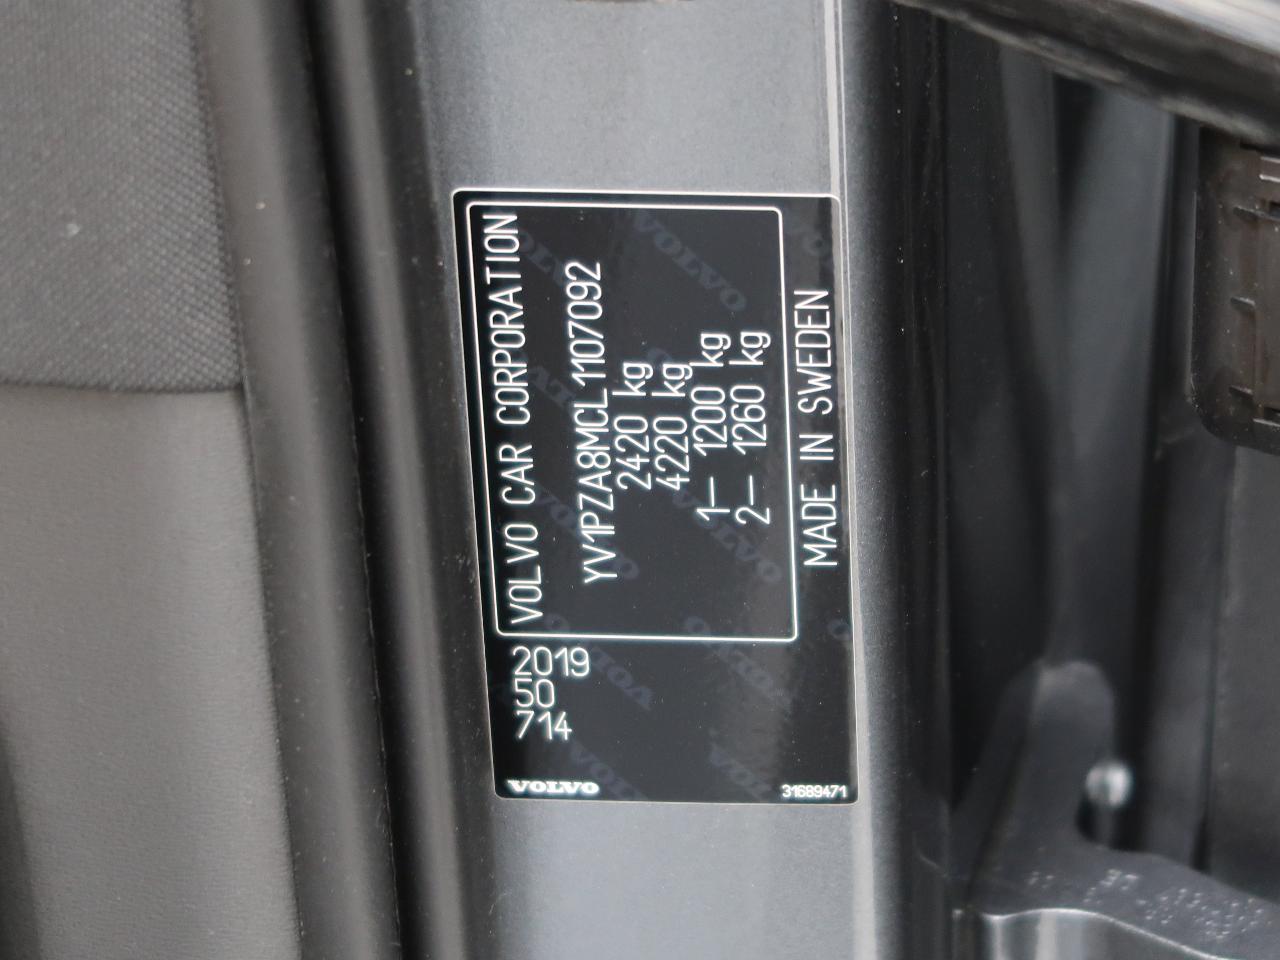 VOLVO CAR CORPORATION
YV1PZA8MCL1107092
2420 kg
4220 kg
1- 1200 kg
2- 1260 kg
MADE IN SWEDEN
2019
50
714
VOLVO
31689471